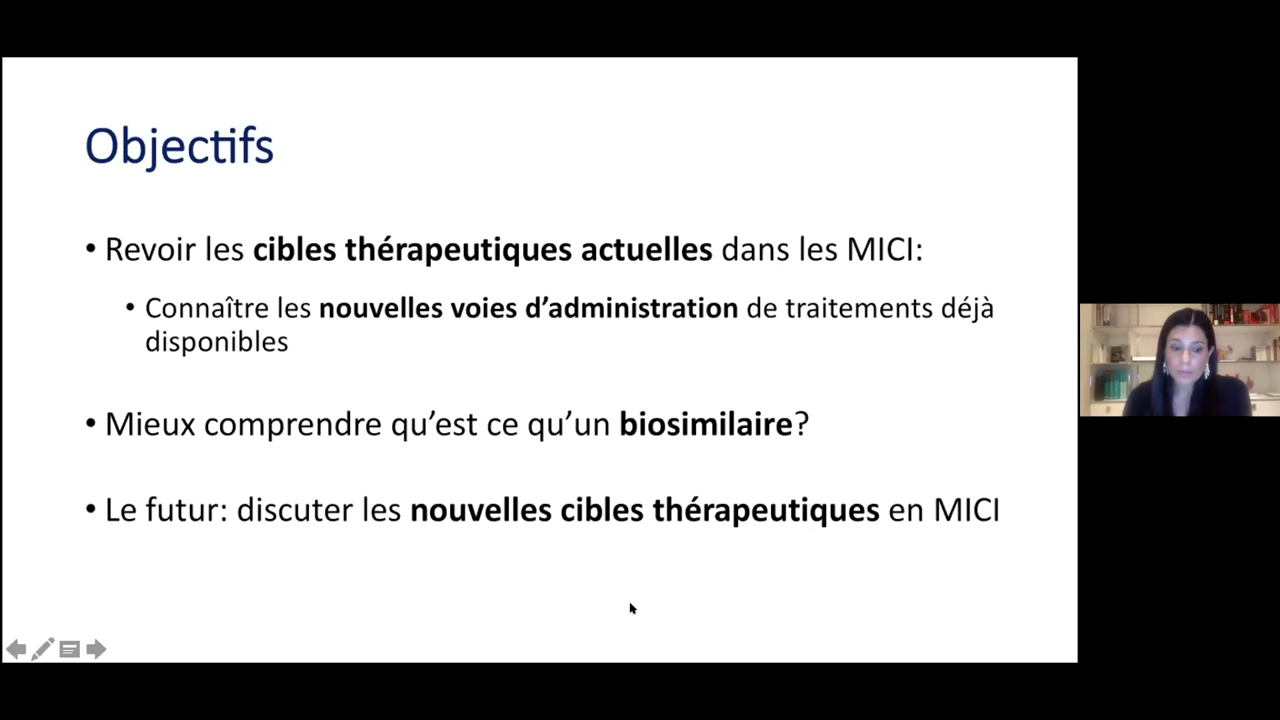 Objectifs
• Revoir les cibles thérapeutiques actuelles dans les MICI:
• Connaître les nouvelles voies d’administration de traitements déjà
disponibles
• Mieux comprendre qu’est ce qu’un biosimilaire?
• Le futur: discuter les nouvelles cibles thérapeutiques en MICI